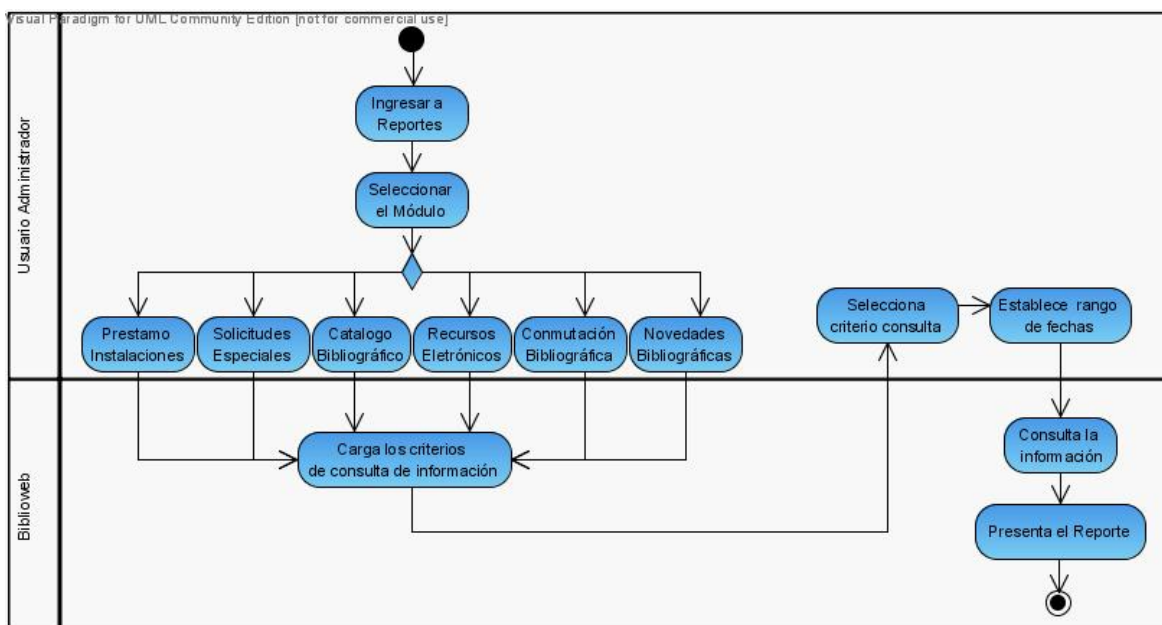 Visual Paradigm for UML Community Edition [not for commercial use]
Usuario Administrador
Ingresar a
Reportes
Seleccionar
el Módulo
Prestamo
Instalaciones
Solicitudes
Especiales
Catalogo
Bibliográfico
Recursos
Eletrónicos
Conmutación
Bibliográfica
Novedades
Bibliográficas
Selecciona
criterio consulta
Establece rango
de fechas
Biblioweb
Carga los criterios
de consulta de información
Consulta la
información
Presenta el Reporte